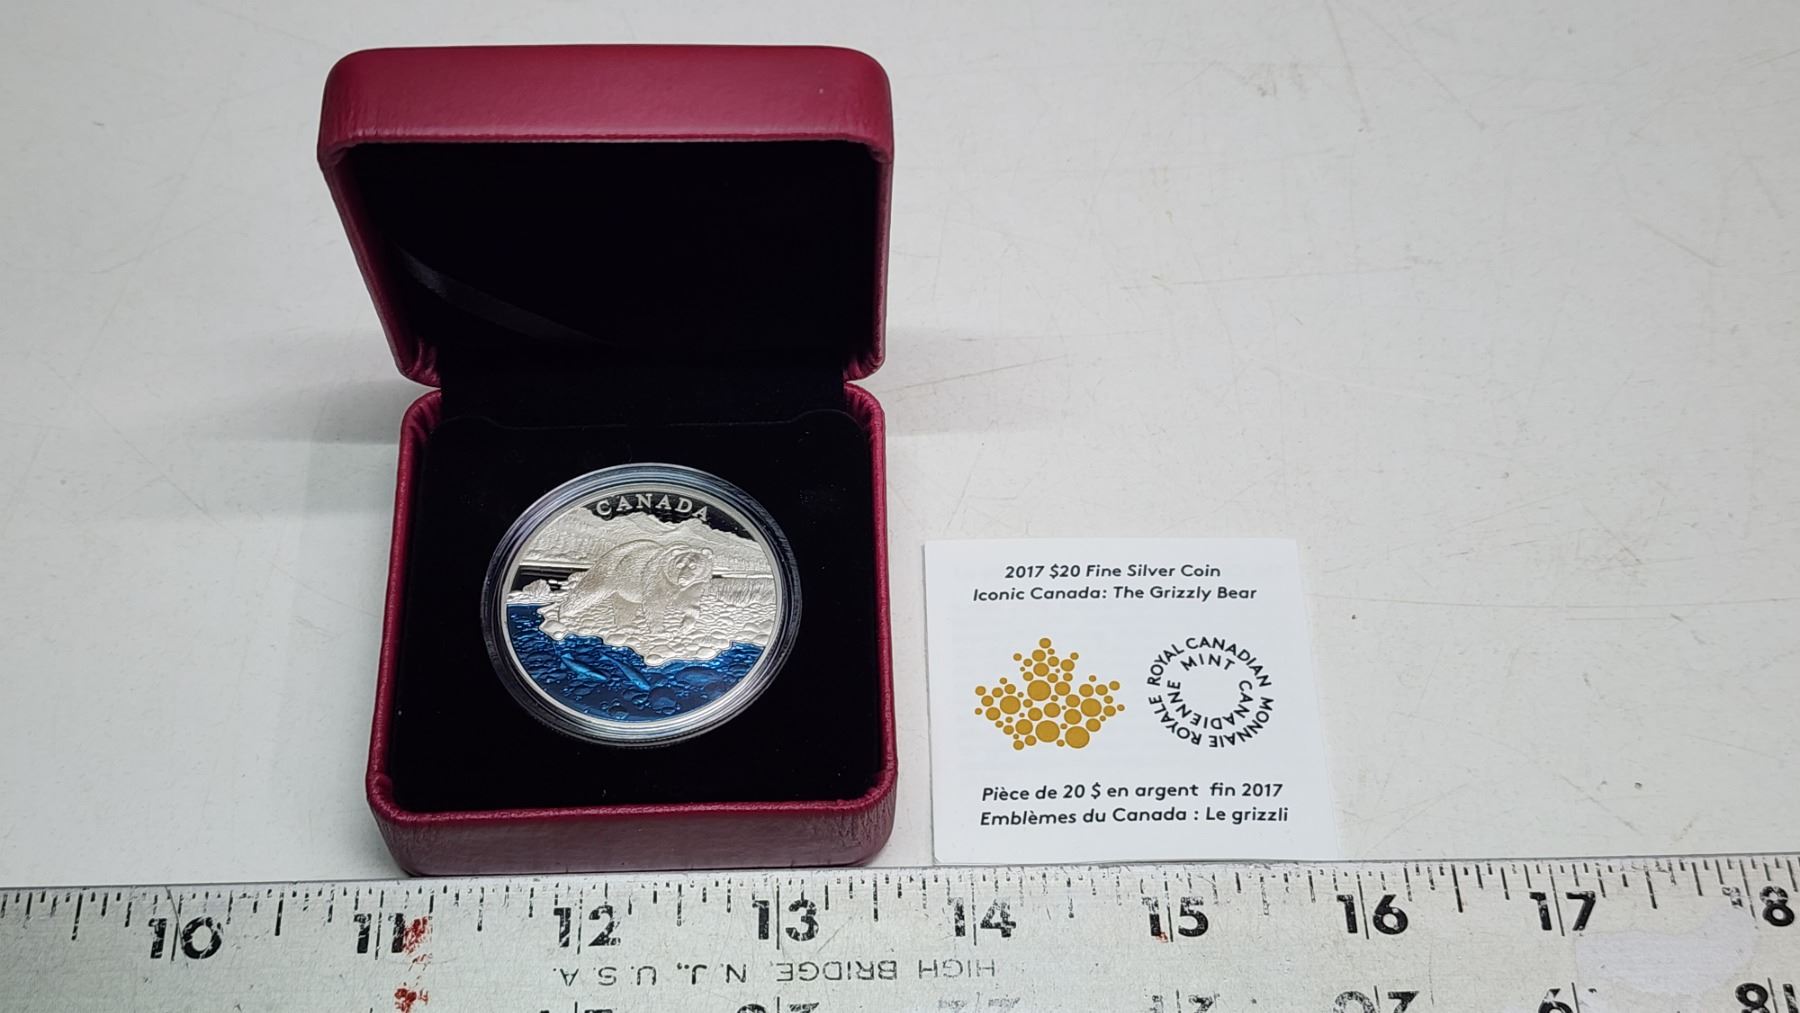 CANADA
2017 $20 Fine Silver Coin
Iconic Canada: The Grizzly Bear
ROYAL CANADIAN MINT
MONNAIE ROYALE CANADIENNE
Pièce de 20 $ en argent fin 2017
Emblèmes du Canada : Le grizzli
10 11 12 13 14 15 16 17 18
HIGH BRIDGE, N.J., U.S.A.